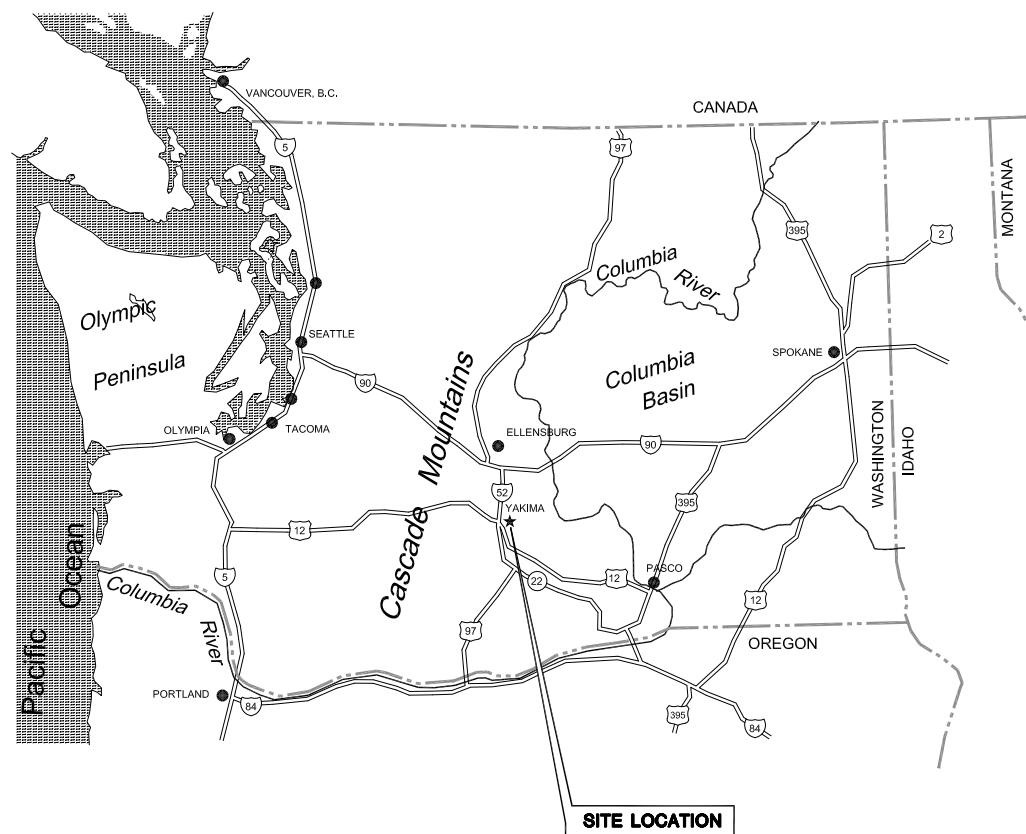 VANCOUVER, B.C.
CANADA
5
97
395
2
MONTANA
Columbia
River
Olympic
Peninsula
SEATTLE
SPOKANE
90
Columbia
Basin
Mountains
Cascade
OLYMPIA
TACOMA
ELLENSBURG
90
WASHINGTON
IDAHO
52
395
YAKIMA
12
Pacific
Ocean
5
22
12
PASCO
12
Columbia
River
97
OREGON
PORTLAND
84
395
84
SITE LOCATION